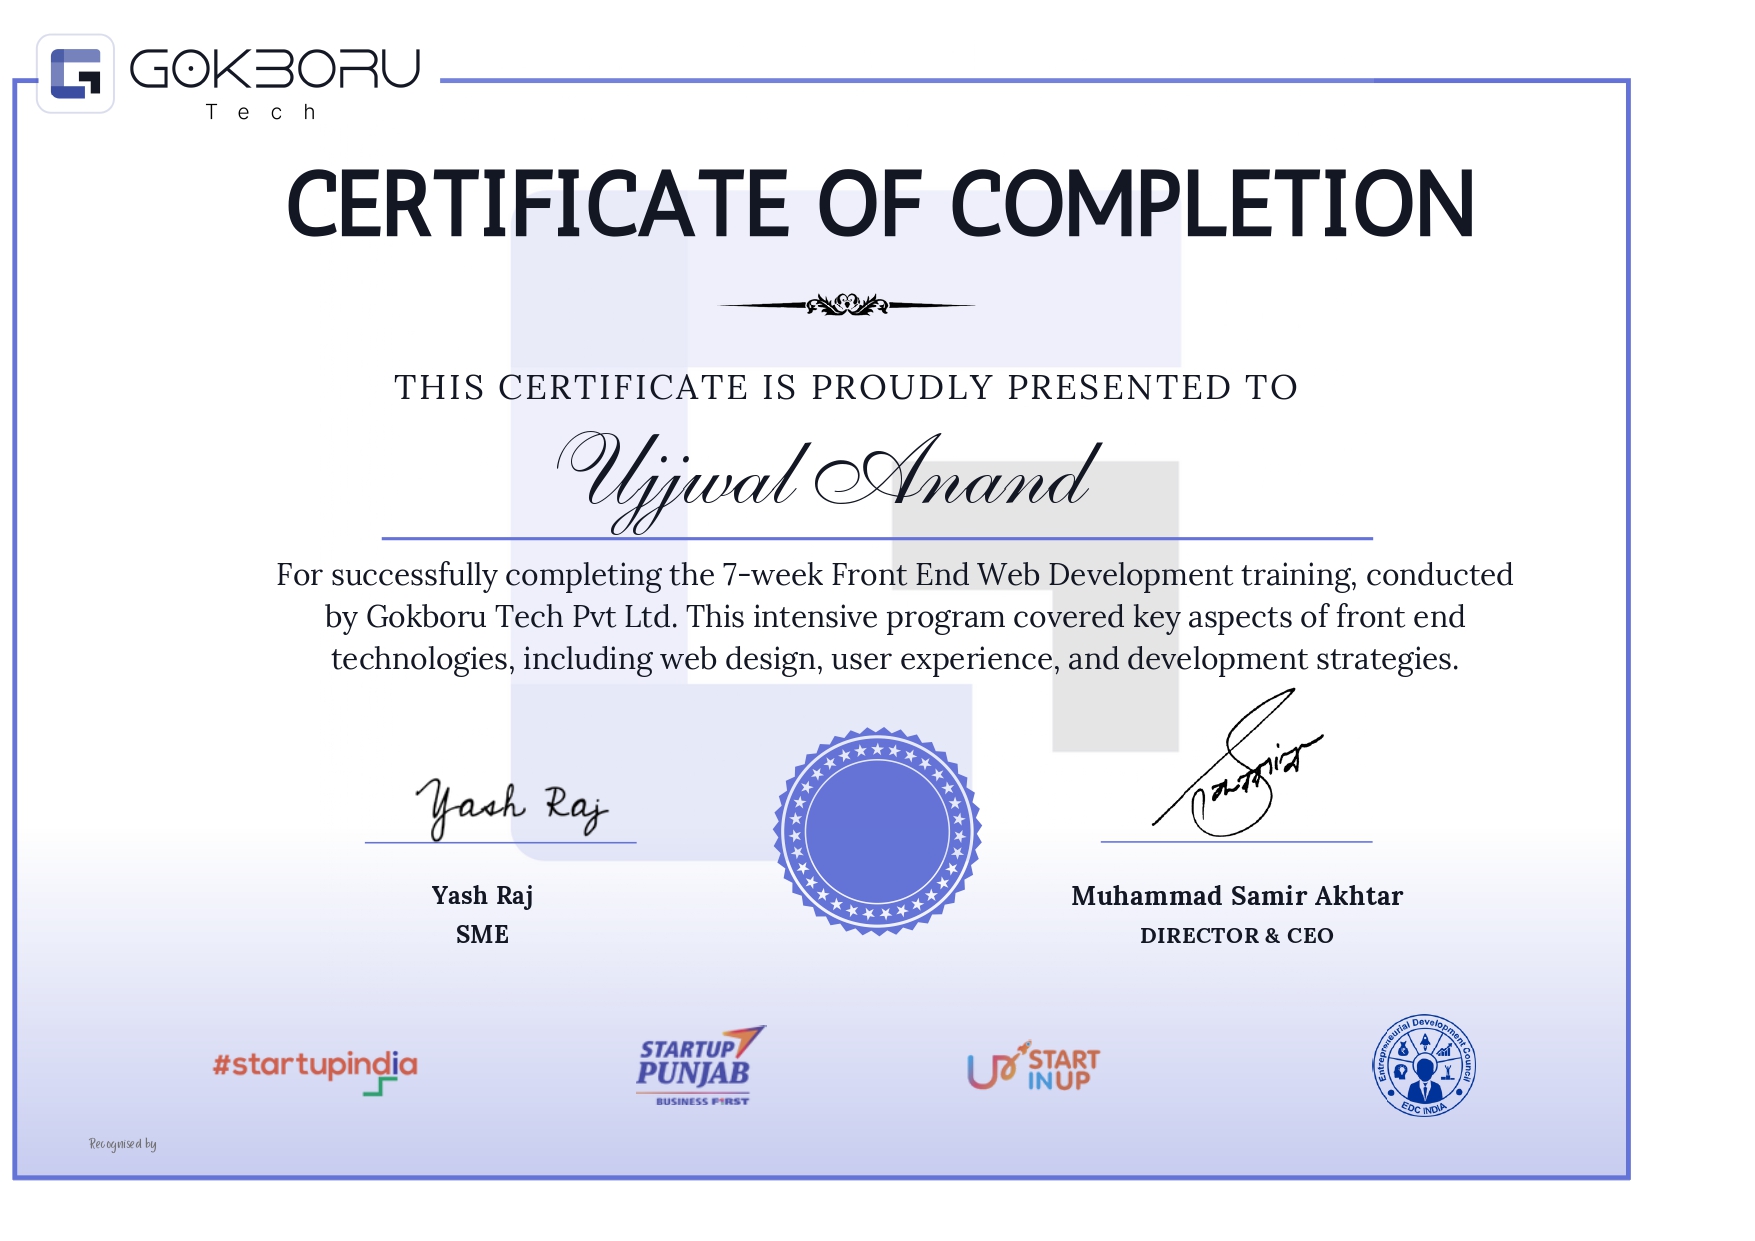 GOKBORU
Tech
CERTIFICATE OF COMPLETION
THIS CERTIFICATE IS PROUDLY PRESENTED TO
Ujjwal Anand
For successfully completing the 7-week Front End Web Development training, conducted
by Gokboru Tech Pvt Ltd. This intensive program covered key aspects of front end
technologies, including web design, user experience, and development strategies.
Yash Raj
Yash Raj
SME
Muhammad Samir Akhtar
DIRECTOR & CEO
#startupindia
STARTUP
PUNJAB
BUSINESS F1RST
UP START
IN UP
Entrepreneurial Development Council
EDC INDIA
Recognised by